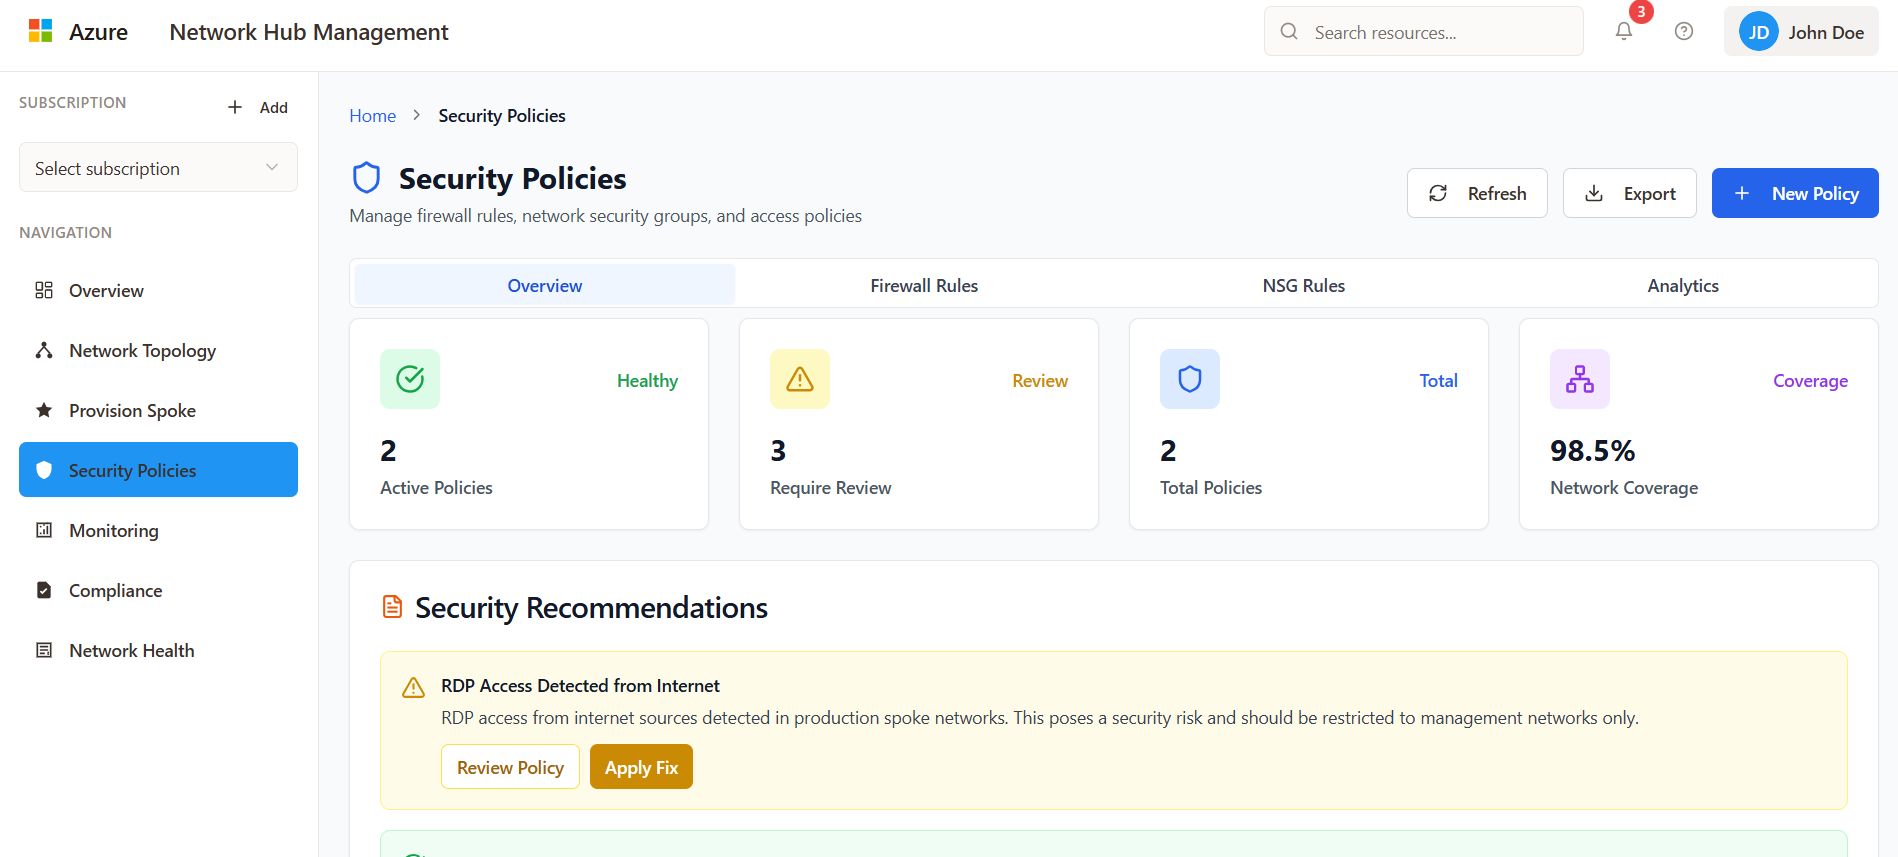 Azure
Network Hub Management
Search resources...
3
JD
John Doe
SUBSCRIPTION
Add
Select subscription
NAVIGATION
Overview
Network Topology
Provision Spoke
Security Policies
Monitoring
Compliance
Network Health
Home
Security Policies
Security Policies
Manage firewall rules, network security groups, and access policies
Refresh
Export
New Policy
Overview
Firewall Rules
NSG Rules
Analytics
Healthy
2
Active Policies
Review
3
Require Review
Total
2
Total Policies
Coverage
98.5%
Network Coverage
Security Recommendations
RDP Access Detected from Internet
RDP access from internet sources detected in production spoke networks. This poses a security risk and should be restricted to management networks only.
Review Policy
Apply Fix